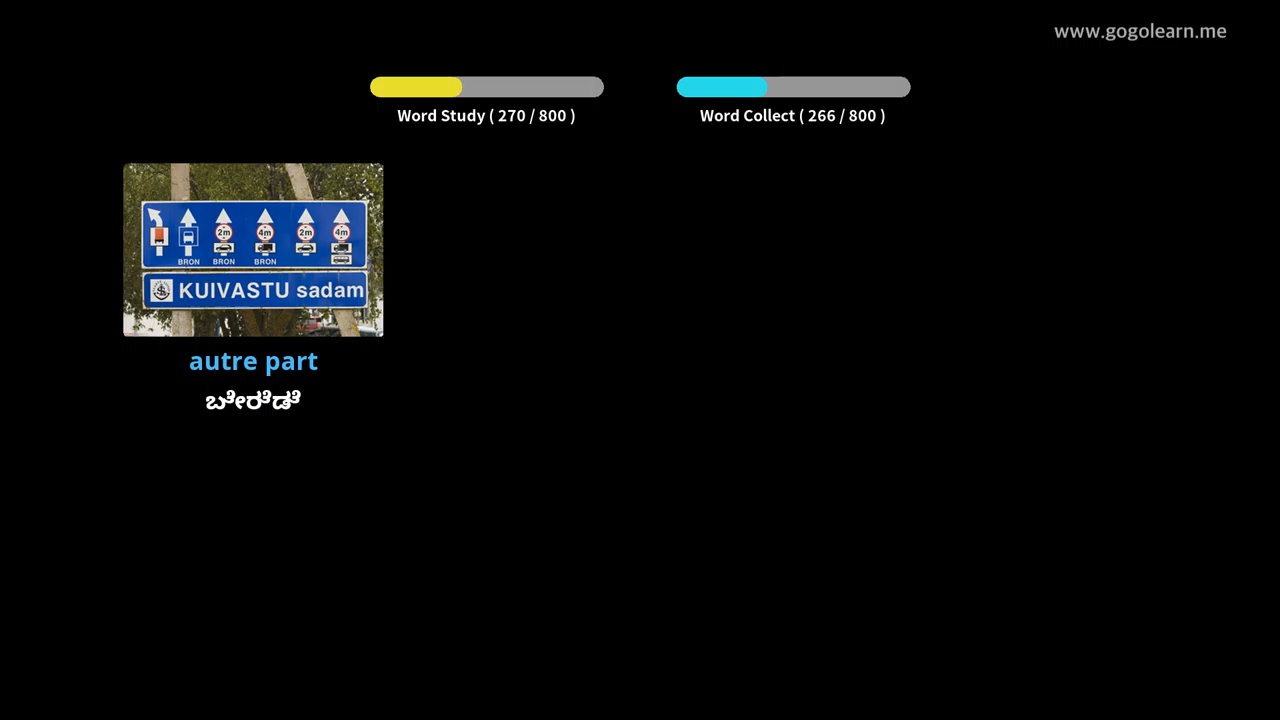 www.gogolearn.me
Word Study ( 270 / 800 )
Word Collect ( 266 / 800 )
2m
4m
2m
4m
BRON
BRON
BRON
KUIVASTU sadam
autre part
ಬೇರೆಡೆ